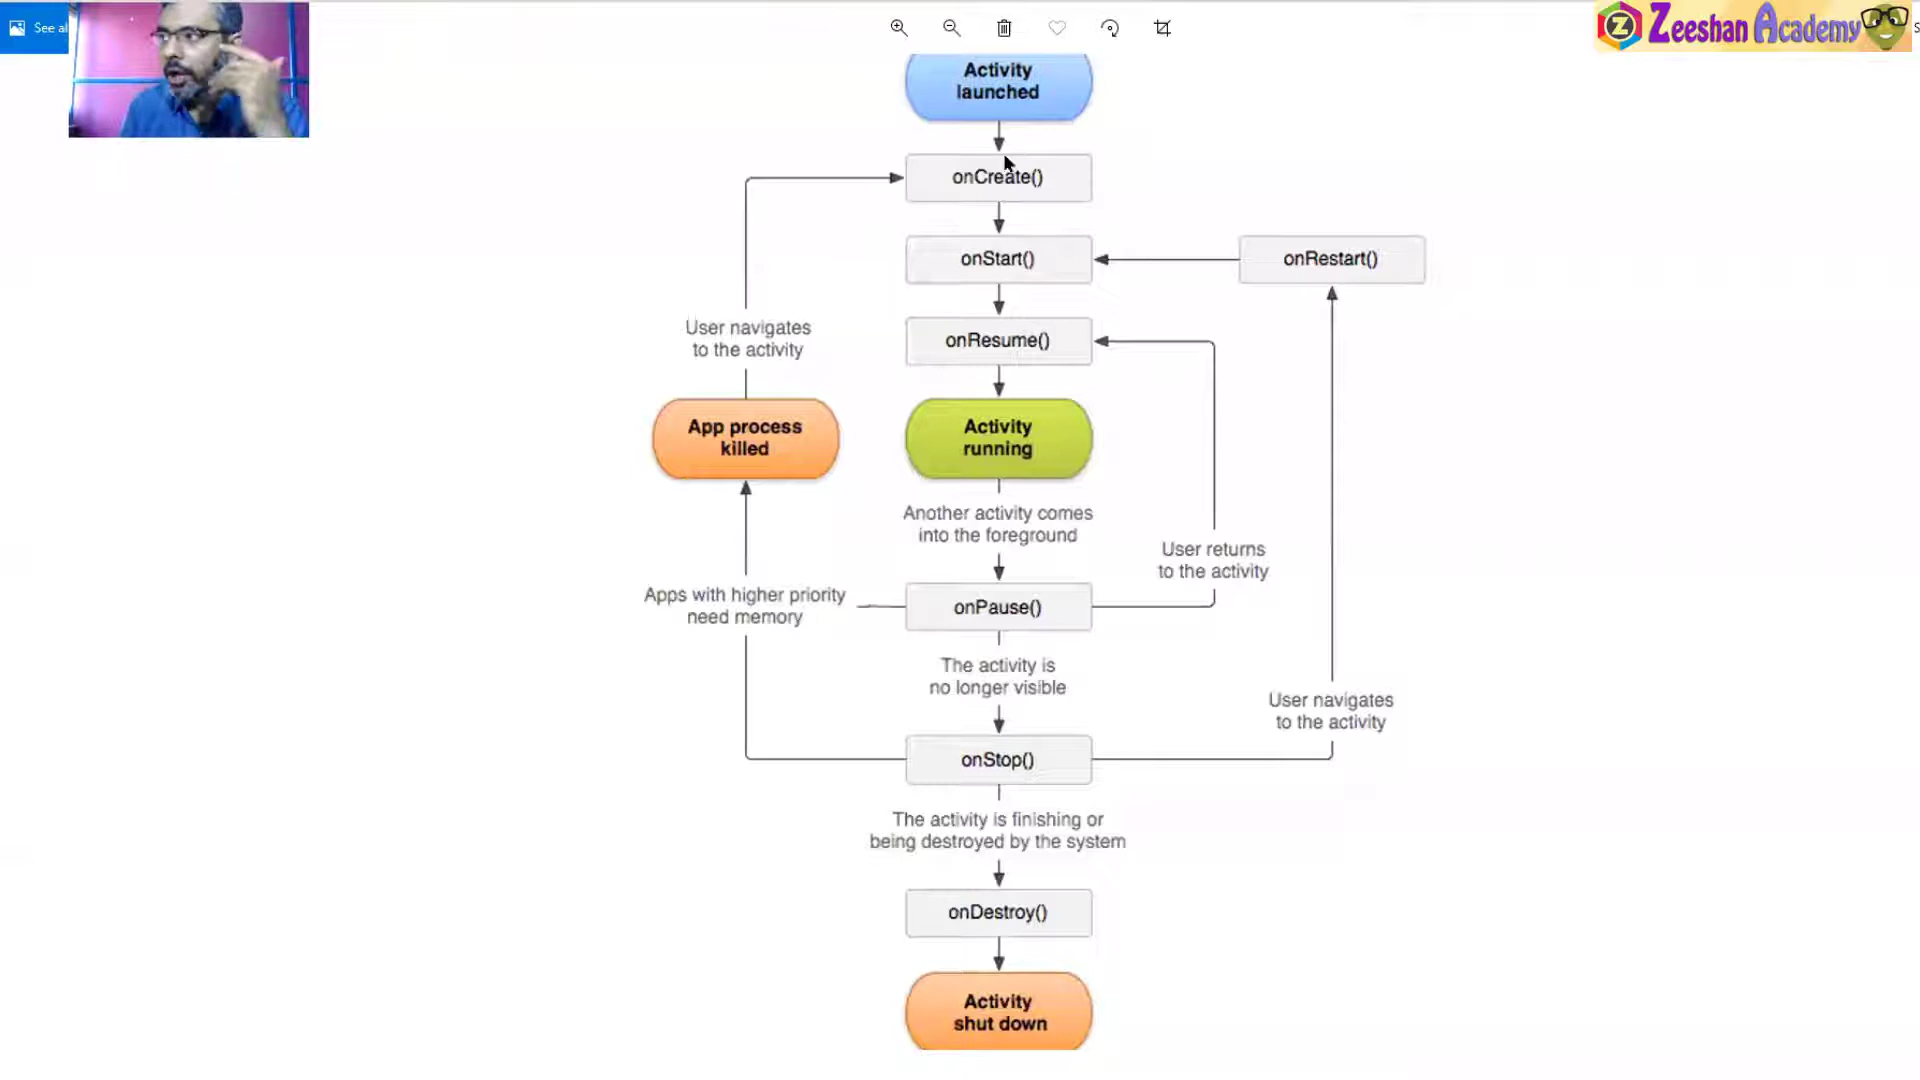 See al
Zeeshan Academy
S
Activity
launched
onCreate()
onStart()
onRestart()
onResume()
User navigates
to the activity
App process
killed
Activity
running
Another activity comes
into the foreground
User returns
to the activity
Apps with higher priority
need memory
onPause()
The activity is
no longer visible
User navigates
to the activity
onStop()
The activity is finishing or
being destroyed by the system
onDestroy()
Activity
shut down